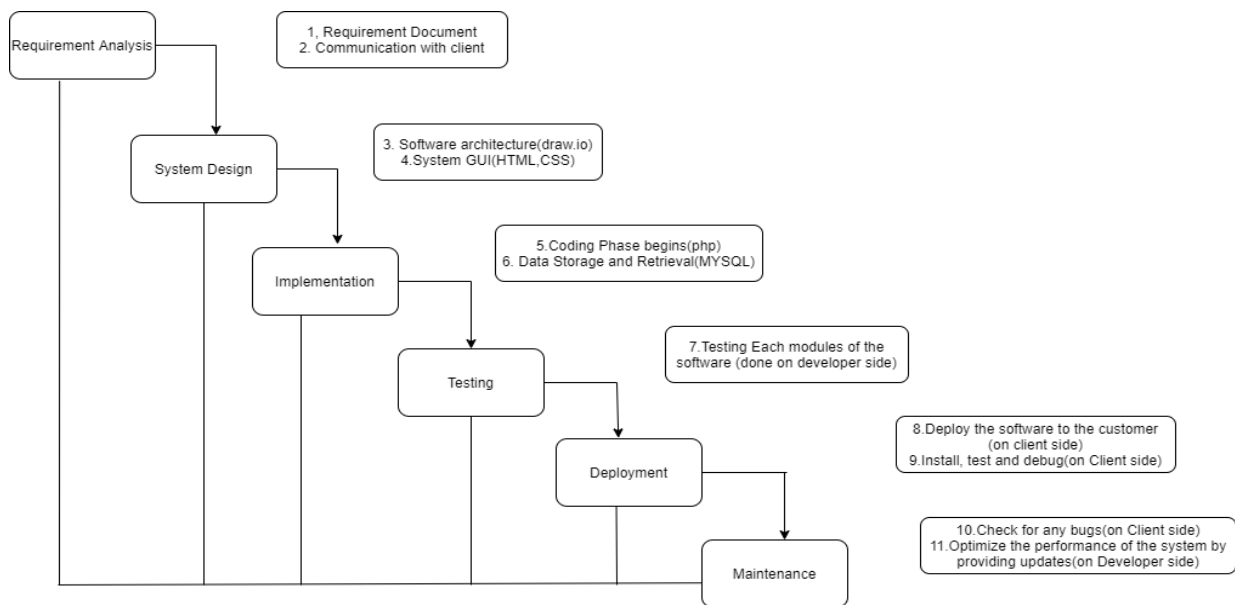 Requirement Analysis
1, Requirement Document
2. Communication with client
System Design
3. Software architecture(draw.io)
4.System GUI(HTML,CSS)
Implementation
5.Coding Phase begins(php)
6. Data Storage and Retrieval(MYSQL)
Testing
7.Testing Each modules of the
software (done on developer side)
Deployment
8.Deploy the software to the customer
(on client side)
9.Install, test and debug(on Client side)
Maintenance
10.Check for any bugs(on Client side)
11.Optimize the performance of the system by
providing updates(on Developer side)